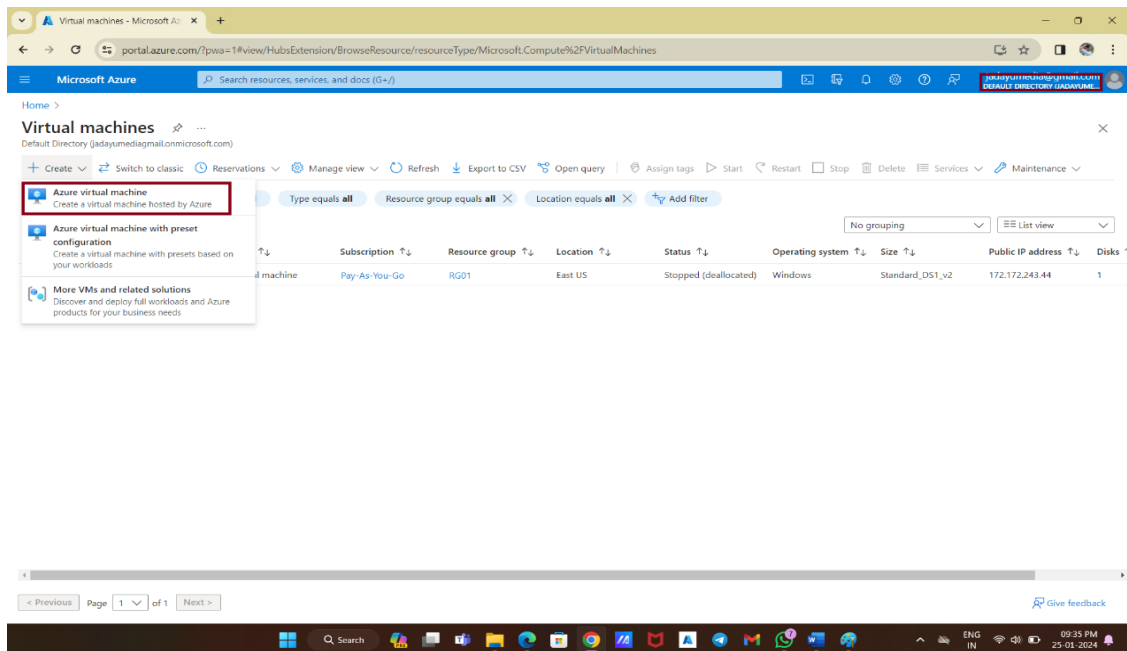 Virtual machines - Microsoft Az
portal.azure.com/?pwa=1#view/HubsExtension/BrowseResource/resourceType/Microsoft.Compute%2FVirtualMachines
Microsoft Azure
Search resources, services, and docs (G+/)
jadayumedia@gmail.com
DEFAULT DIRECTORY (JADAYUME...
Home >
Virtual machines
Default Directory (jadayumediagmail.onmicrosoft.com)
Create Switch to classic Reservations Manage view Refresh Export to CSV Open query Assign tags Start Restart Stop Delete Services Maintenance
Azure virtual machine
Create a virtual machine hosted by Azure
Azure virtual machine with preset configuration
Create a virtual machine with presets based on your workloads
More VMs and related solutions
Discover and deploy full workloads and Azure products for your business needs
Type equals all Resource group equals all Location equals all Add filter
No grouping List view
Subscription Resource group Location Status Operating system Size Public IP address Disks
machine Pay-As-You-Go RG01 East US Stopped (deallocated) Windows Standard_DS1_v2 172.172.243.44 1
< Previous Page 1 of 1 Next >
Give feedback
Search
ENG
IN
09:35 PM
25-01-2024